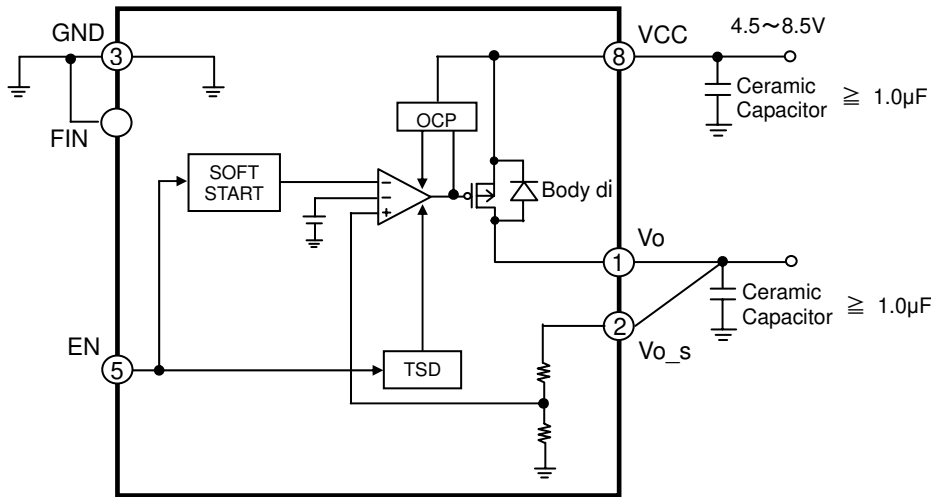 GND
3
FIN
VCC
8
4.5～8.5V
Ceramic
Capacitor ≧ 1.0µF
OCP
SOFT
START
−
−
+
Body di
Vo
1
Ceramic
Capacitor ≧ 1.0µF
2
Vo_s
EN
5
TSD